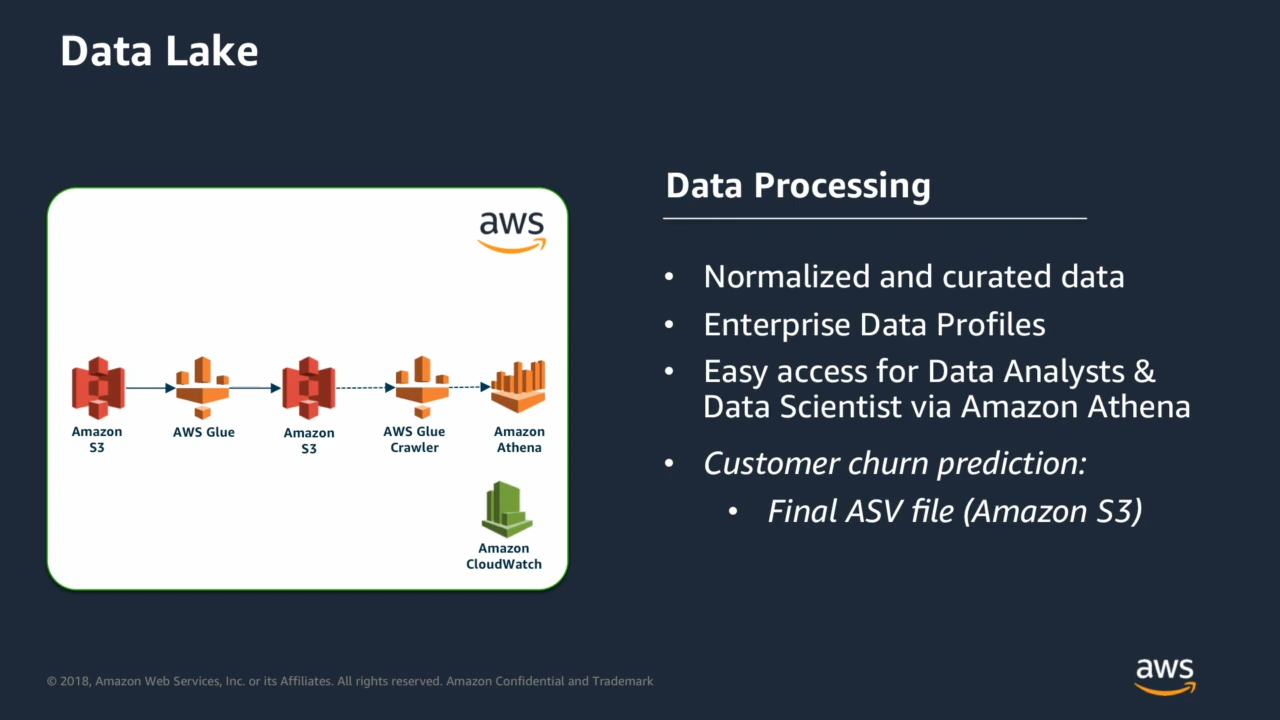 Data Lake
aws
Amazon
S3
AWS Glue
Amazon
S3
AWS Glue
Crawler
Amazon
Athena
Amazon
CloudWatch
Data Processing
• Normalized and curated data
• Enterprise Data Profiles
• Easy access for Data Analysts &
Data Scientist via Amazon Athena
• Customer churn prediction:
• Final ASV file (Amazon S3)
© 2018, Amazon Web Services, Inc. or its Affiliates. All rights reserved. Amazon Confidential and Trademark
aws